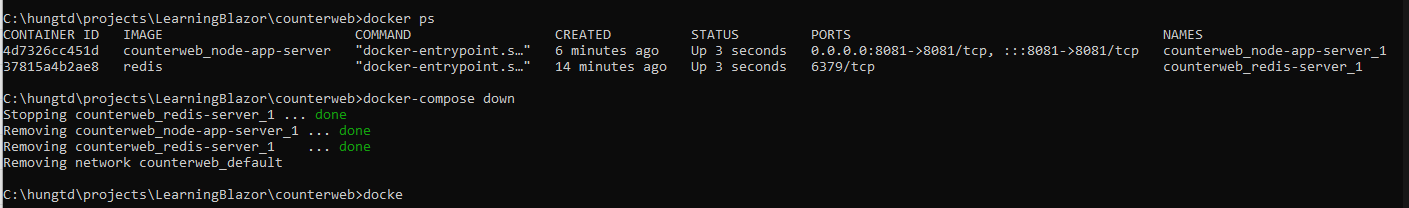 C:\hungtd\projects\LearningBlazor\counterweb>docker ps
CONTAINER ID   IMAGE                        COMMAND                  CREATED          STATUS         PORTS                                       NAMES
4d7326cc451d   counterweb_node-app-server   "docker-entrypoint.s…"   6 minutes ago    Up 3 seconds   0.0.0.0:8081->8081/tcp, :::8081->8081/tcp   counterweb_node-app-server_1
37815a4b2ae8   redis                        "docker-entrypoint.s…"   14 minutes ago   Up 3 seconds   6379/tcp                                    counterweb_redis-server_1
C:\hungtd\projects\LearningBlazor\counterweb>docker-compose down
Stopping counterweb_redis-server_1 ... done
Removing counterweb_node-app-server_1 ... done
Removing counterweb_redis-server_1    ... done
Removing network counterweb_default
C:\hungtd\projects\LearningBlazor\counterweb>docke